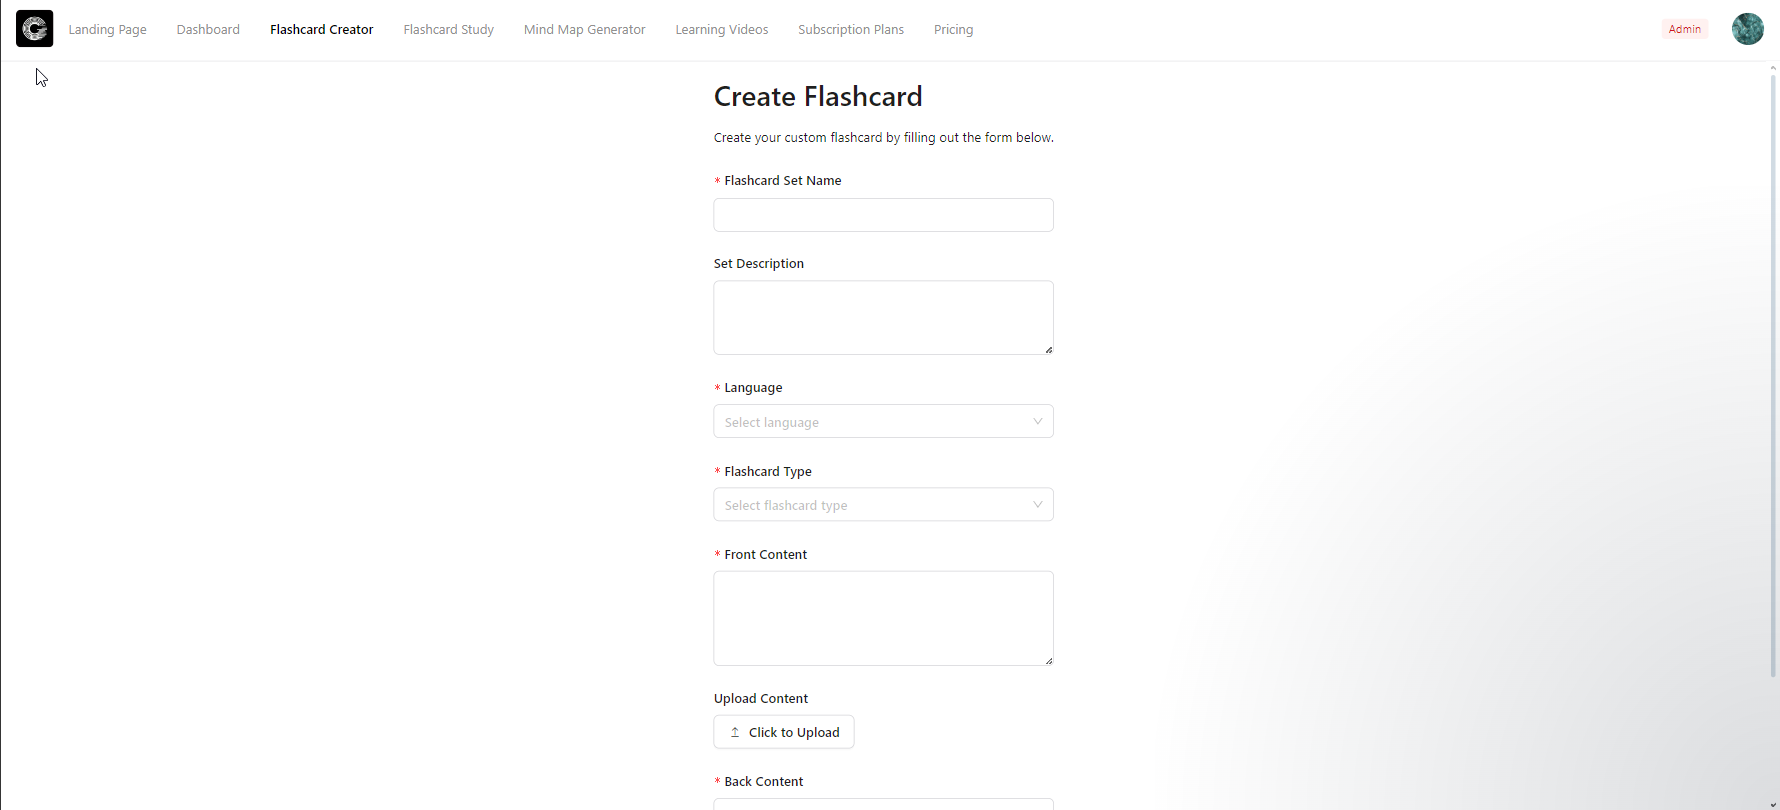 Landing Page Dashboard Flashcard Creator Flashcard Study Mind Map Generator Learning Videos Subscription Plans Pricing Admin
Create Flashcard
Create your custom flashcard by filling out the form below.
* Flashcard Set Name
Set Description
* Language
Select language
* Flashcard Type
Select flashcard type
* Front Content
Upload Content
Click to Upload
* Back Content